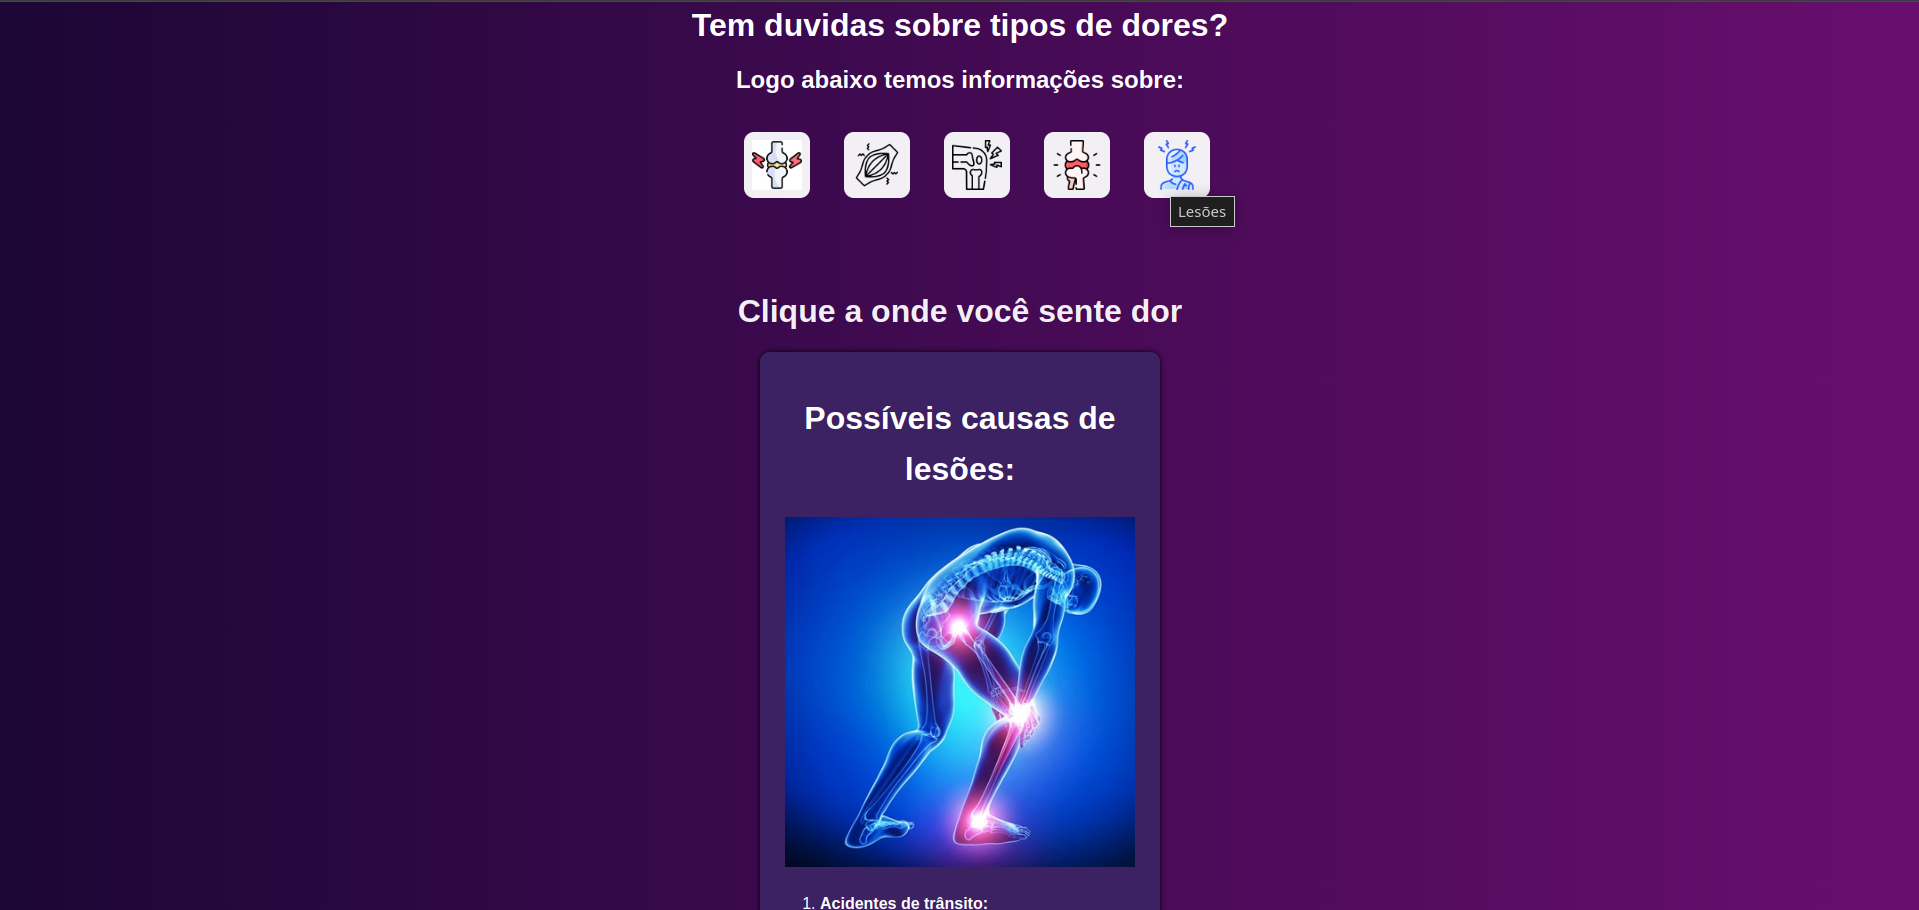 Tem duvidas sobre tipos de dores?
Logo abaixo temos informações sobre:
Lesões
Clique a onde você sente dor
Possíveis causas de
lesões:
1. Acidentes de trânsito: